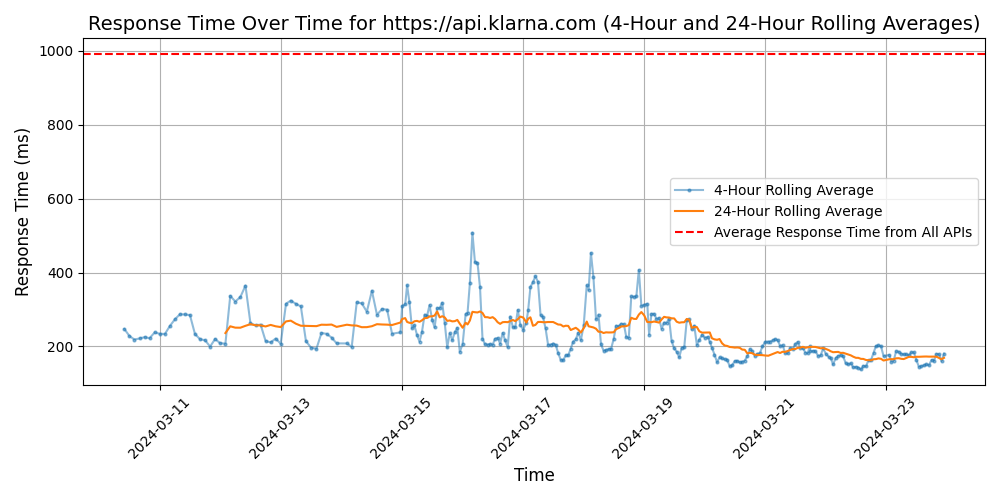 Response Time Over Time for https://api.klarna.com (4-Hour and 24-Hour Rolling Averages)
Response Time (ms)
1000
800
600
400
200
4-Hour Rolling Average
24-Hour Rolling Average
Average Response Time from All APIs
2024-03-11
2024-03-13
2024-03-15
2024-03-17
2024-03-19
2024-03-21
2024-03-23
Time